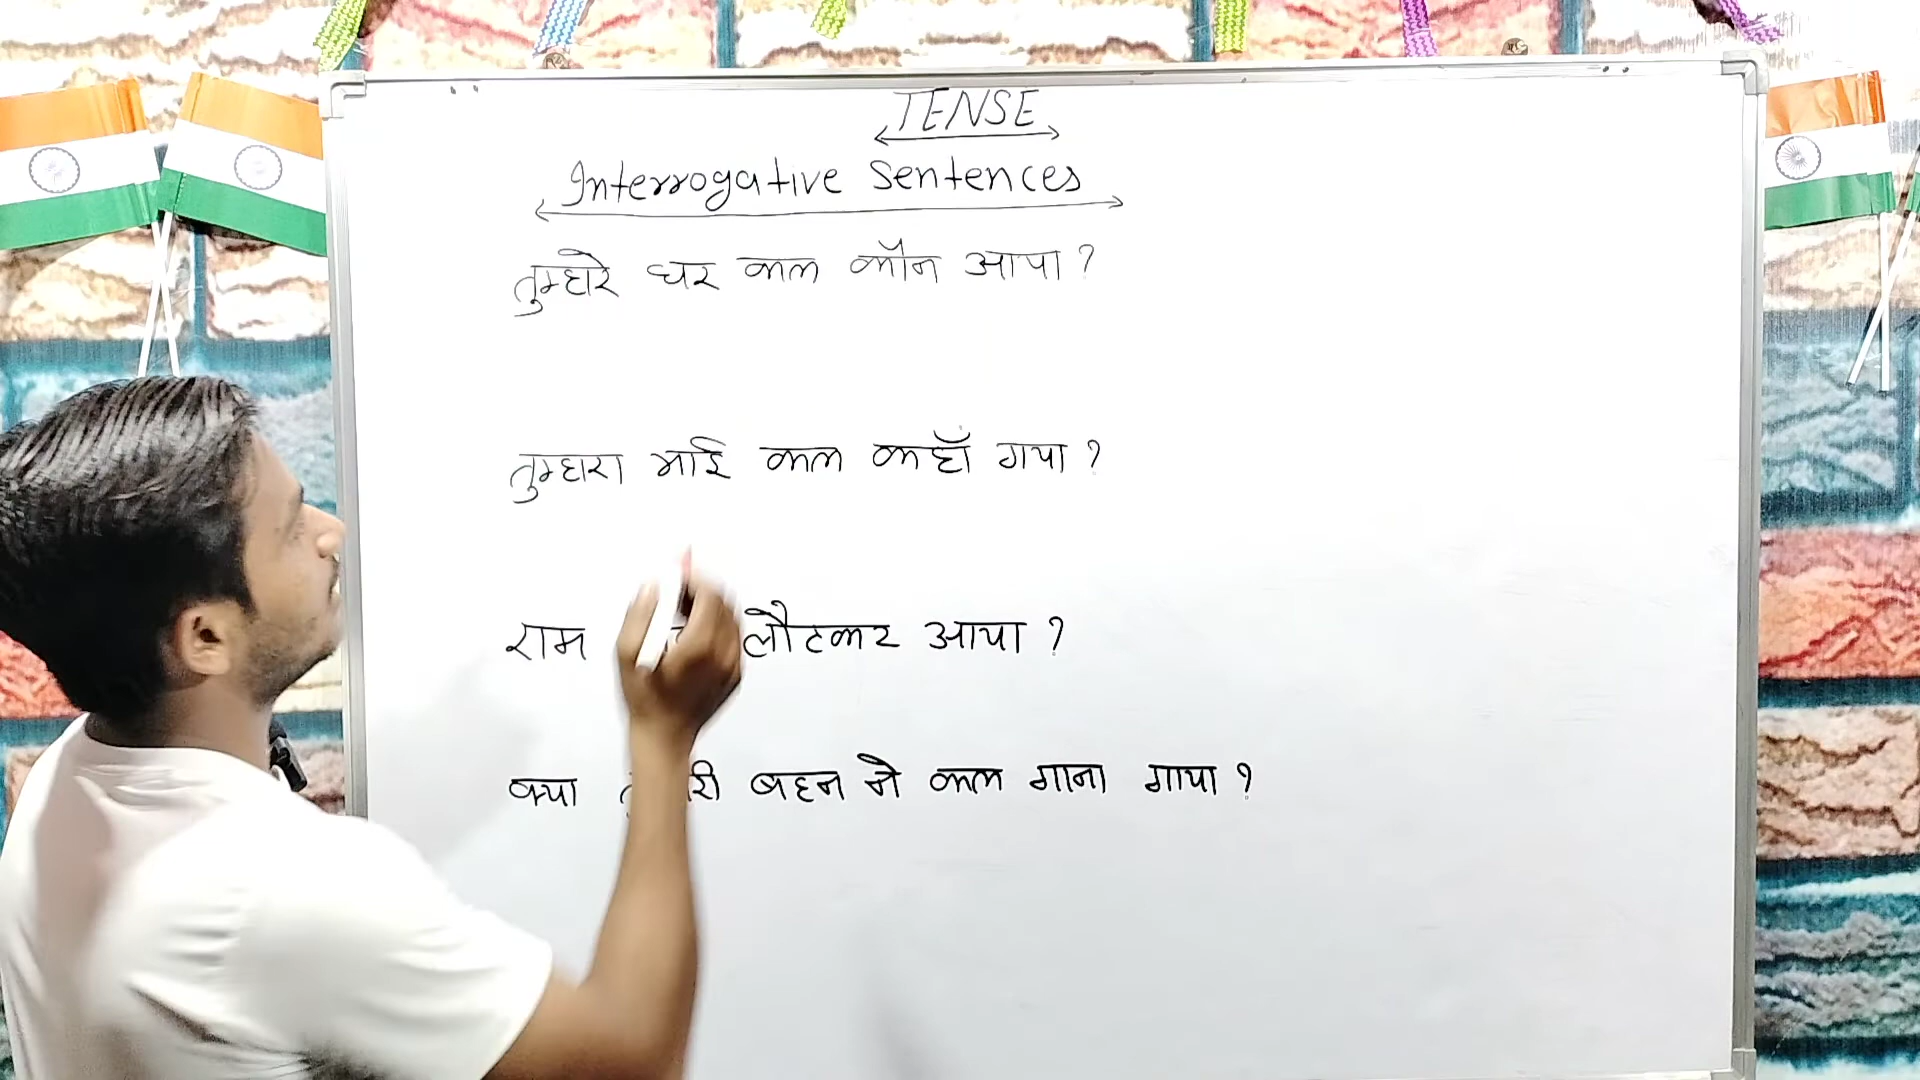 TENSE
Interrogative Sentences
तुम्हारे घर कल कौन आया ?
तुम्हारा भाई कल कहाँ गया ?
राम लौटकर आया ?
क्या बहन ने कल गाना गाया ?